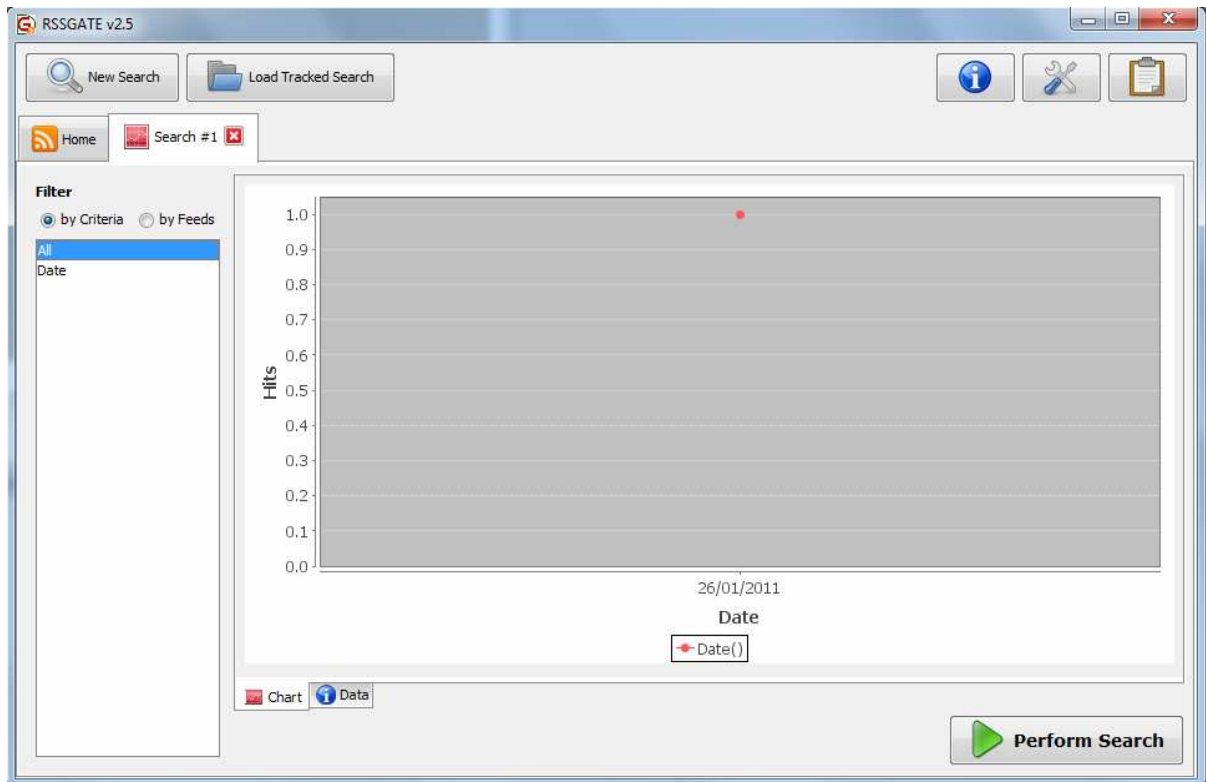 RSSGATE v2.5
New Search
Load Tracked Search
Home
Search #1
Filter
by Criteria
by Feeds
All
Date
1.0
0.9
0.8
0.7
0.6
0.5
0.4
0.3
0.2
0.1
0.0
Hits
26/01/2011
Date
Date()
Chart
Data
Perform Search